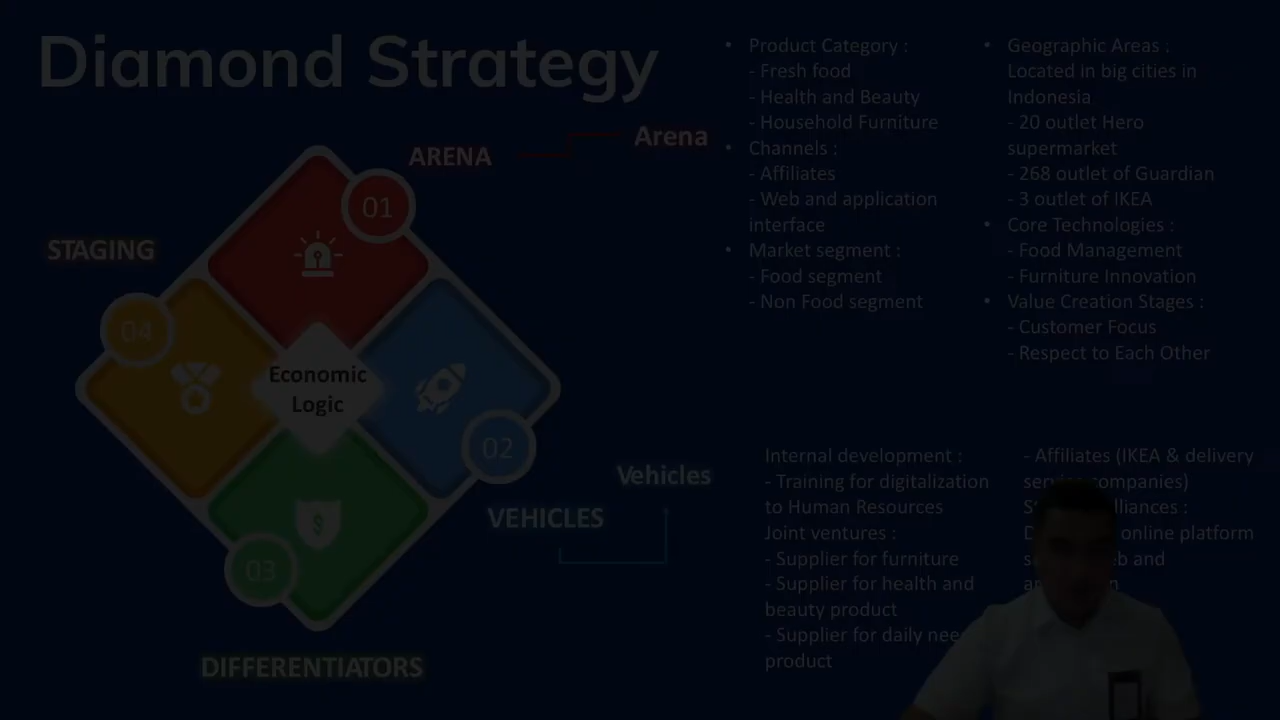 Diamond Strategy
ARENA
01
STAGING
04
Economic
Logic
02
VEHICLES
03
DIFFERENTIATORS
Arena
• Product Category :
- Fresh food
- Health and Beauty
- Household Furniture
• Channels :
- Affiliates
- Web and application
interface
• Market segment :
- Food segment
- Non Food segment
• Geographic Areas :
Located in big cities in
Indonesia
- 20 outlet Hero
supermarket
- 268 outlet of Guardian
- 3 outlet of IKEA
• Core Technologies :
- Food Management
- Furniture Innovation
• Value Creation Stages :
- Customer Focus
- Respect to Each Other
Vehicles
Internal development :
- Training for digitalization
to Human Resources
Joint ventures :
- Supplier for furniture
- Supplier for health and
beauty product
- Supplier for daily
product
- Affiliates (IKEA & delivery
service companies)
online platform
and